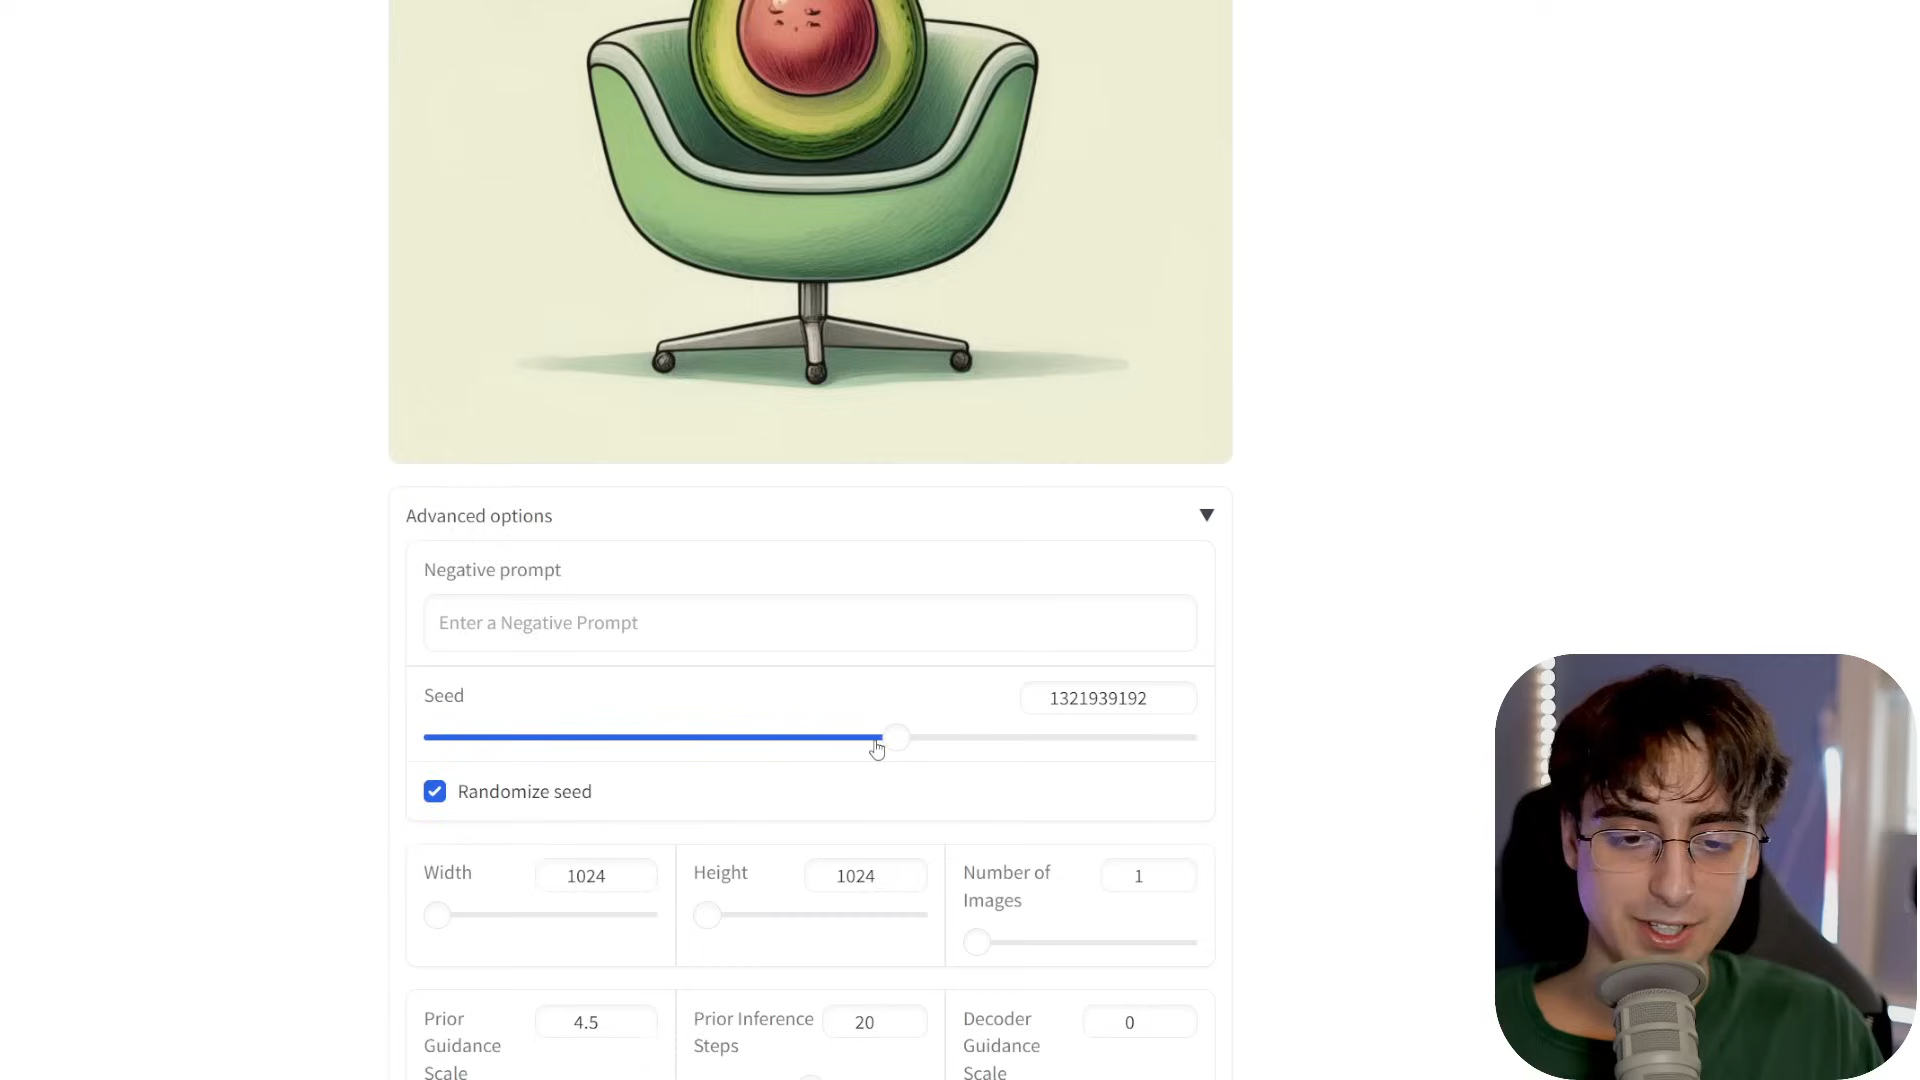 Advanced options
Negative prompt
Enter a Negative Prompt
Seed
1321939192
Randomize seed
Width
1024
Height
1024
Number of
Images
1
Prior
Guidance
Scale
4.5
Prior Inference
Steps
20
Decoder
Guidance
Scale
0